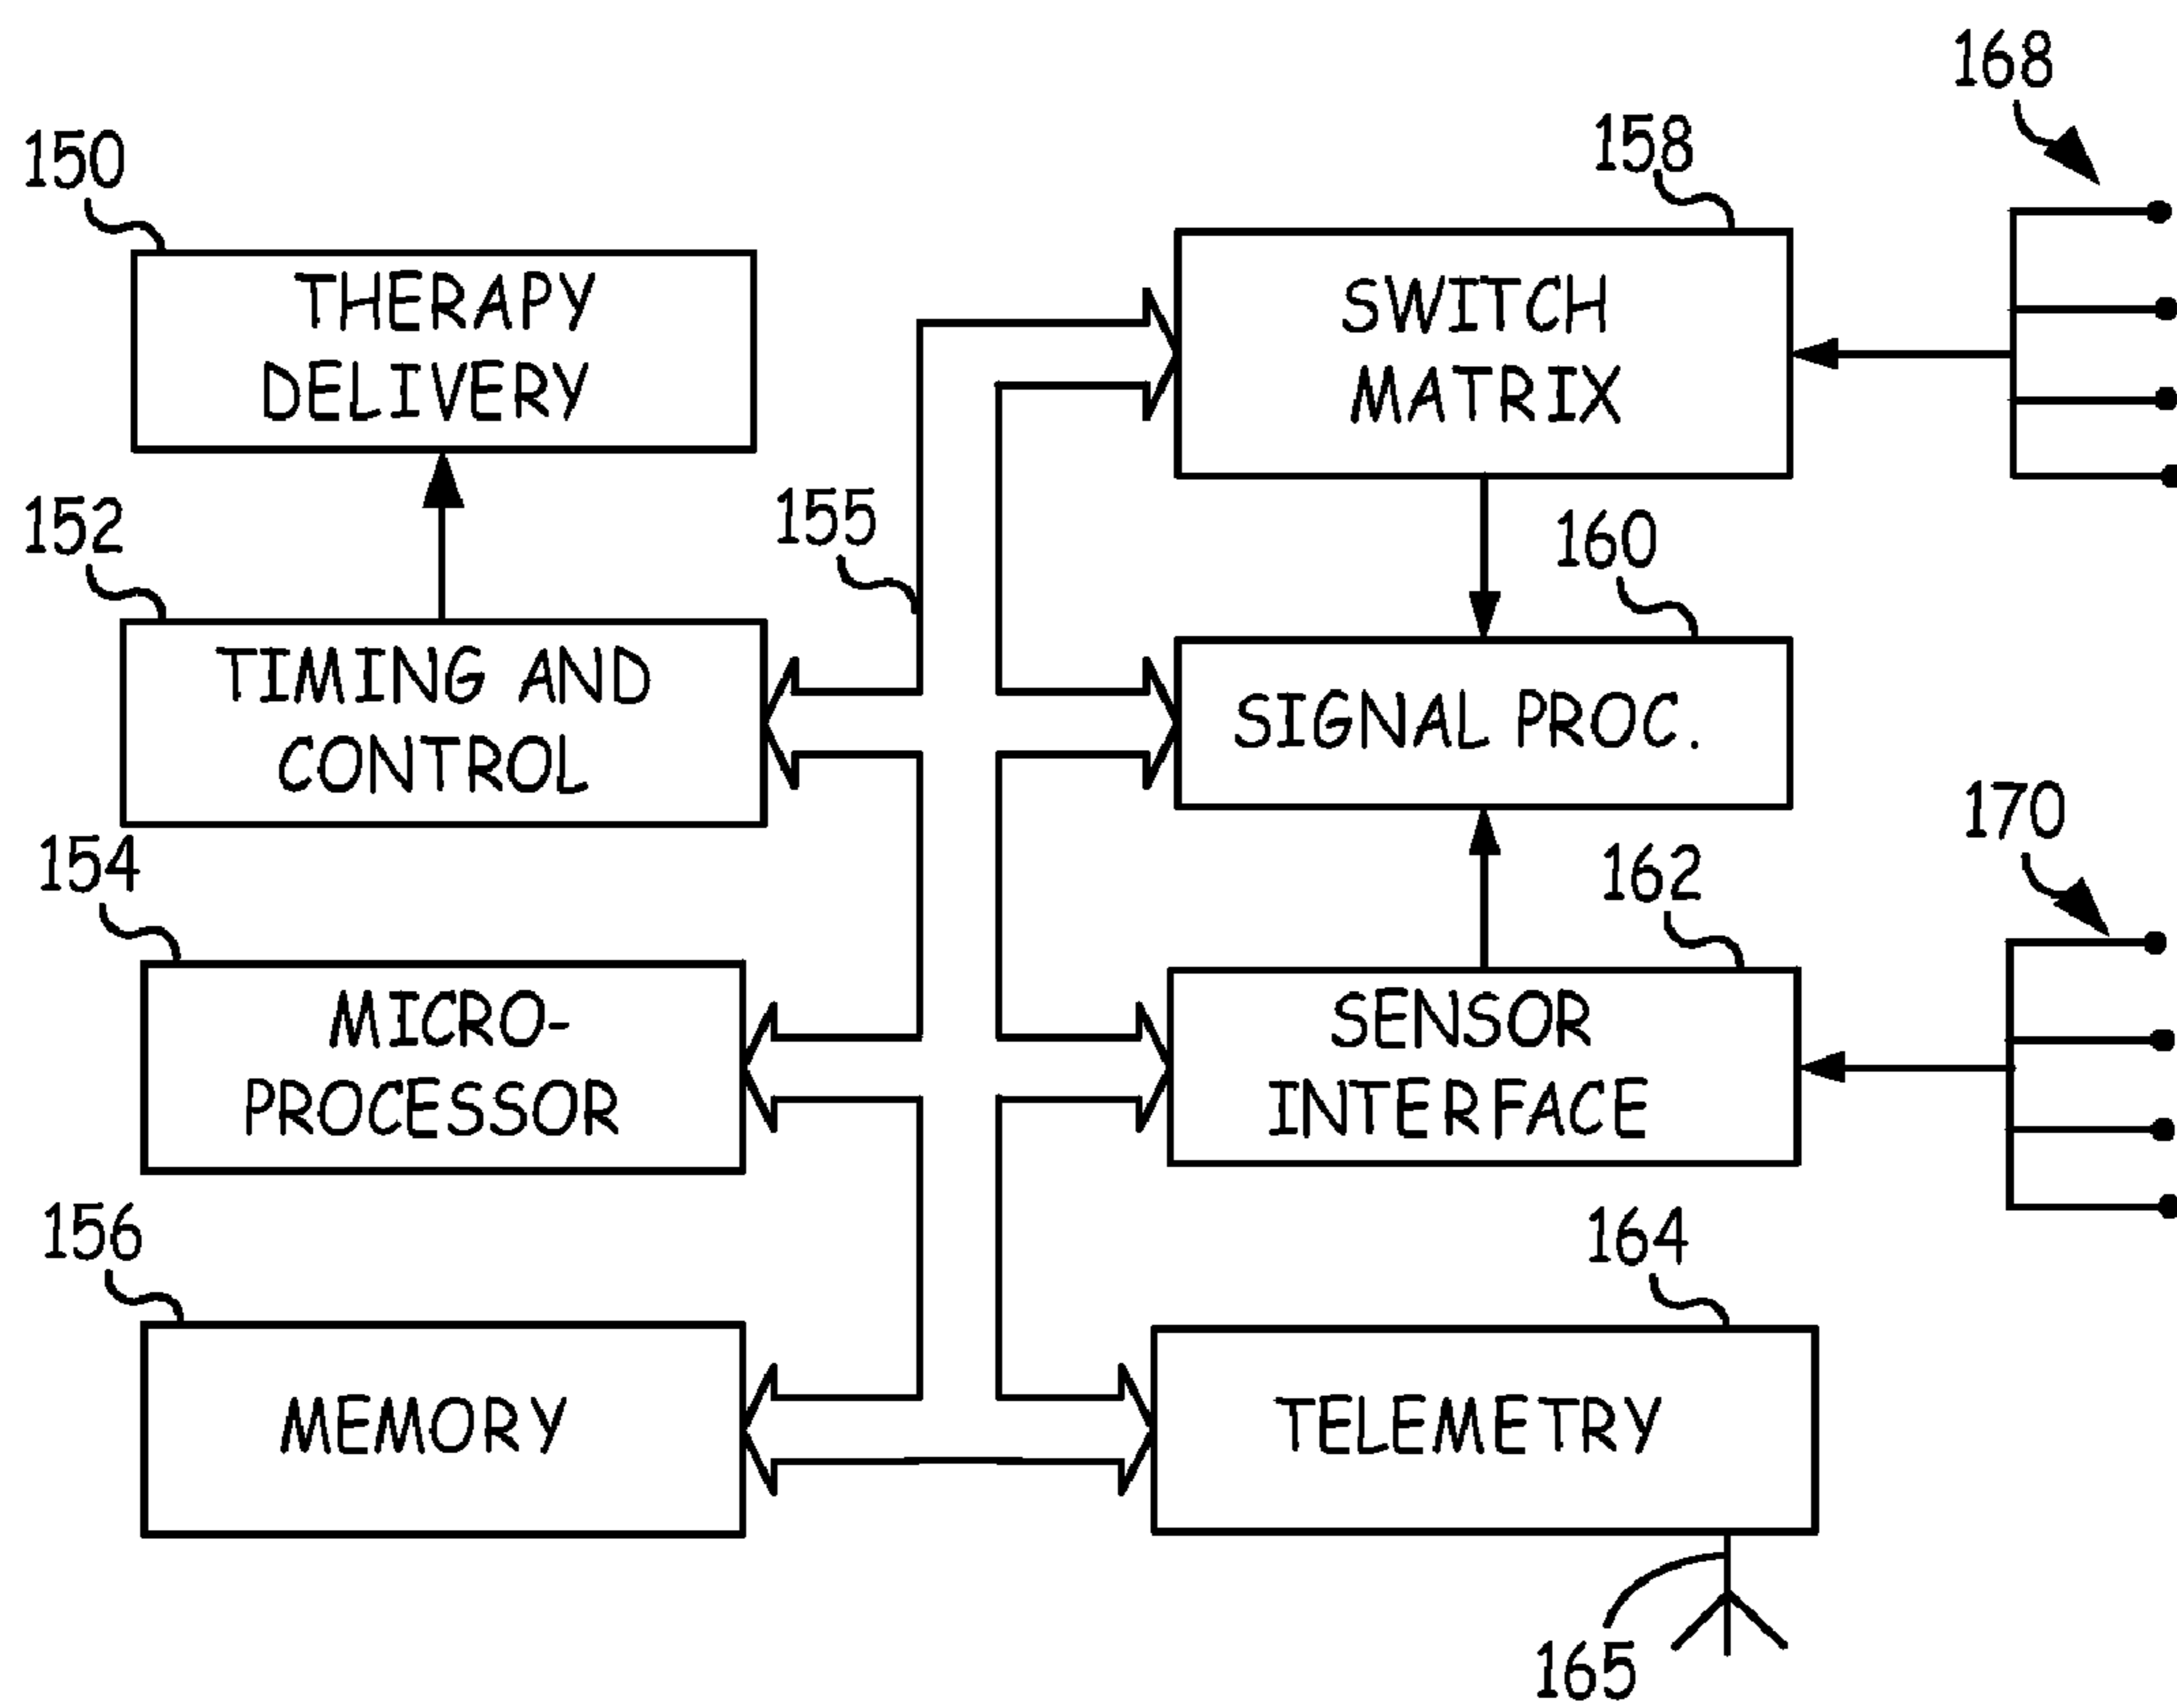 168
158
150
THERAPY
DELIVERY
SWITCH
MATRIX
152
155
160
TIMING AND
CONTROL
SIGNAL PROC.
170
154
162
MICRO-
PROCESSOR
SENSOR
INTERFACE
156
164
MEMORY
TELEMETRY
165